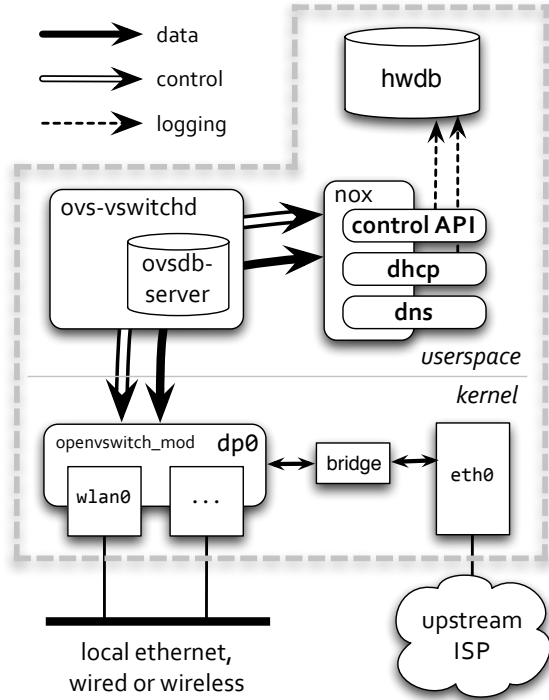 data
control
logging
hwdb
ovs-vswitchd
ovsdb-
server
nox
control API
dhcp
dns
userspace
kernel
openvswitch_mod
dp0
wlan0
...
bridge
eth0
local ethernet,
wired or wireless
upstream
ISP